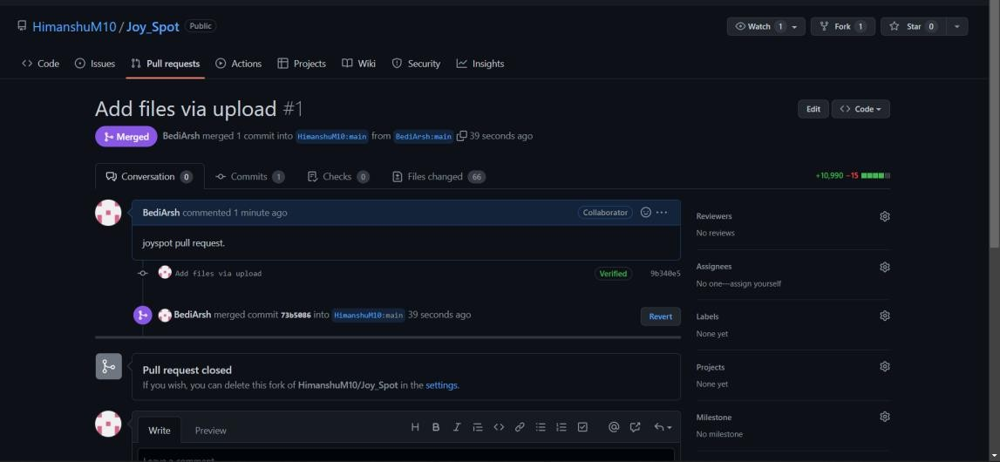 HimanshuM10 / Joy_Spot Public
Watch 1 Fork 1 Star 0
Code Issues Pull requests Actions Projects Wiki Security Insights
Add files via upload #1
Edit Code
Merged BediArsh merged 1 commit into HimanshuM10:main from BediArsh:main 39 seconds ago
Conversation 0 Commits 1 Checks 0 Files changed 66
+10,990 −15
BediArsh commented 1 minute ago Collaborator
joyspot pull request.
Add files via upload Verified 9b340e5
BediArsh merged commit 73b5086 into HimanshuM10:main 39 seconds ago Revert
Pull request closed
If you wish, you can delete this fork of HimanshuM10/Joy_Spot in the settings.
Write Preview
Leave a comment
Reviewers
No reviews
Assignees
No one—assign yourself
Labels
None yet
Projects
None yet
Milestone
No milestone